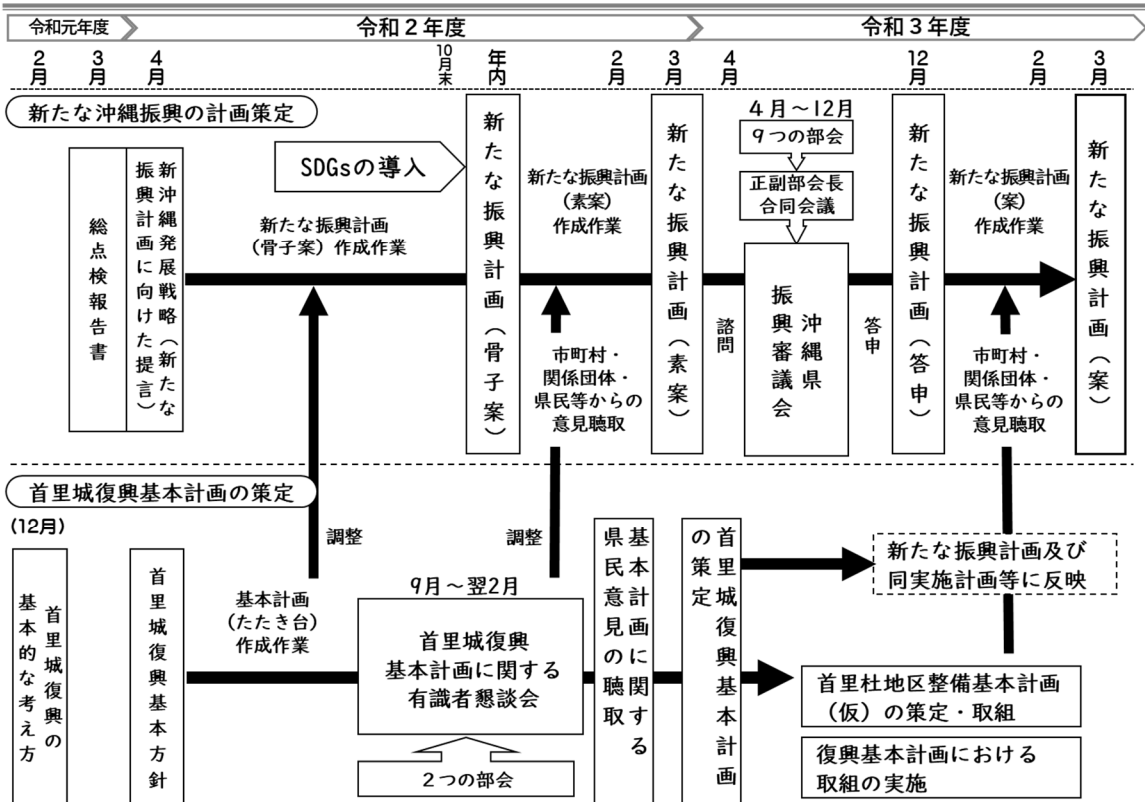 令和元年度
令和２年度
令和３年度
２月
３月
４月
10月末
年内
２月
３月
４月
12月
２月
３月
新たな沖縄振興の計画策定
総点検報告書
新沖縄発展戦略（新たな
振興計画に向けた提言）
SDGsの導入
新たな振興計画
（骨子案）作成作業
新たな振興計画（骨子案）
新たな振興計画
（素案）
作成作業
市町村・
関係団体・
県民等からの
意見聴取
新たな振興計画（素案）
諮問
４月～12月
９つの部会
正副部会長
合同会議
沖縄県
振興審議会
答申
新たな振興計画（答申）
新たな振興計画
（案）
作成作業
市町村・
関係団体・
県民等からの
意見聴取
新たな振興計画（案）
首里城復興基本計画の策定
(12月)
首里城復興の
基本的な考え方
首里城復興基本方針
調整
基本計画
（たたき台）
作成作業
調整
9月～翌2月
首里城復興
基本計画に関する
有識者懇談会
２つの部会
基本計画に関する
県民意見の聴取
首里城復興基本計画
の策定
新たな振興計画及び
同実施計画等に反映
首里杜地区整備基本計画
（仮）の策定・取組
復興基本計画における
取組の実施